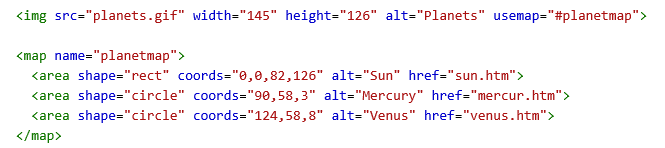 <img src="planets.gif" width="145" height="126" alt="Planets" usemap="#planetmap">
<map name="planetmap">
<area shape="rect" coords="0,0,82,126" alt="Sun" href="sun.htm">
<area shape="circle" coords="90,58,3" alt="Mercury" href="mercur.htm">
<area shape="circle" coords="124,58,8" alt="Venus" href="venus.htm">
</map>